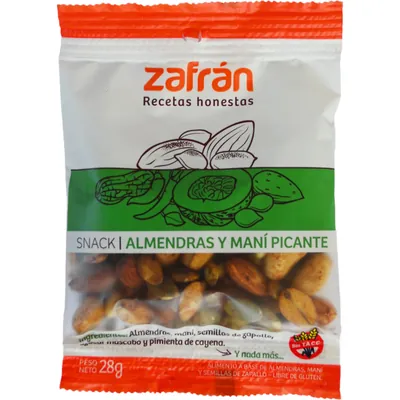 zafrán
Recetas honestas
SNACK | ALMENDRAS Y MANÍ PICANTE
Ingredientes: Almendras, maní, semillas de zapallo,
azúcar mascabo y pimienta de cayena.
Y nada más...
Sin T.A.C.C.
PESO
NETO 28g
ALIMENTO A BASE DE ALMENDRAS, MANÍ
Y SEMILLAS DE ZAPALLO - LIBRE DE GLUTEN